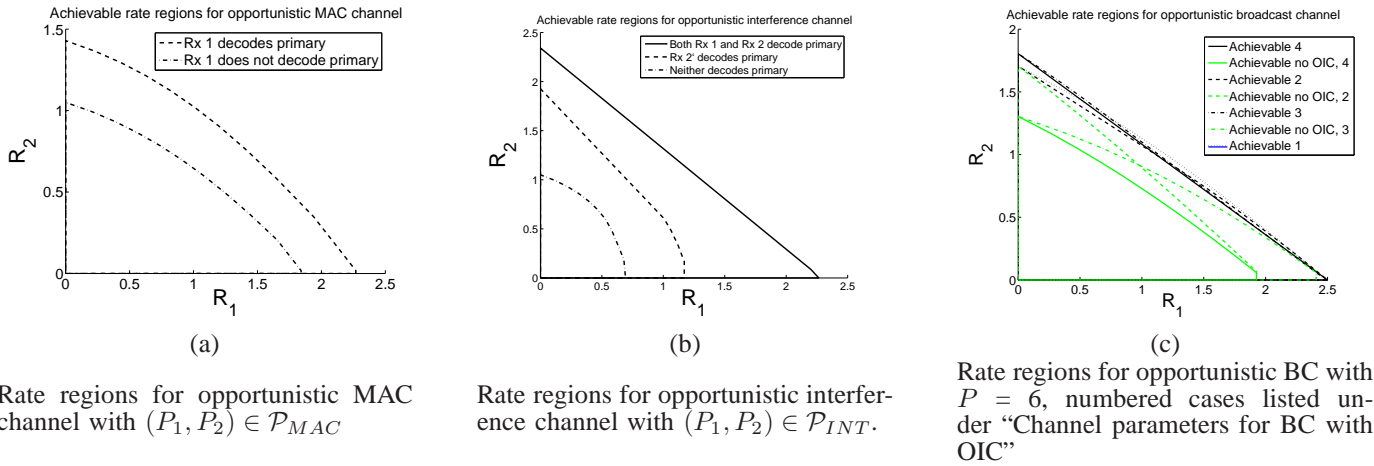 Achievable rate regions for opportunistic MAC channel
1.5
1
0.5
0
R2
Rx 1 decodes primary
Rx 1 does not decode primary
0
0.5
1
1.5
2
2.5
R1
(a)
Rate regions for opportunistic MAC
channel with (P1, P2) ∈ PMAC
Achievable rate regions for opportunistic interference channel
2.5
2
1.5
1
0.5
0
R2
Both Rx 1 and Rx 2 decode primary
Rx 2' decodes primary
Neither decodes primary
0
0.5
1
1.5
2
2.5
R1
(b)
Rate regions for opportunistic interfer-
ence channel with (P1, P2) ∈ PINT.
Achievable rate regions for opportunistic broadcast channel
2
1.5
1
0.5
0
R2
Achievable 4
Achievable no OIC, 4
Achievable 2
Achievable no OIC, 2
Achievable 3
Achievable no OIC, 3
Achievable 1
0
0.5
1
1.5
2
2.5
R1
(c)
Rate regions for opportunistic BC with
P = 6, numbered cases listed un-
der “Channel parameters for BC with
OIC”